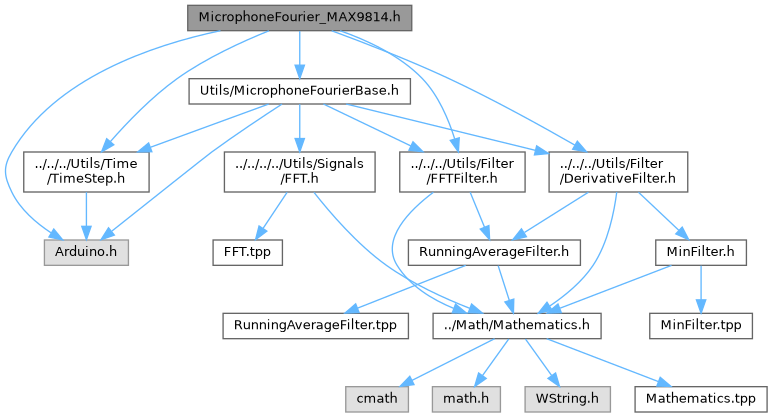 MicrophoneFourier_MAX9814.h
Utils/MicrophoneFourierBase.h
../../../Utils/Time
/TimeStep.h
../../../../Utils/Signals
/FFT.h
../../../Utils/Filter
/FFTFilter.h
../../../Utils/Filter
/DerivativeFilter.h
Arduino.h
FFT.tpp
RunningAverageFilter.h
MinFilter.h
RunningAverageFilter.tpp
../Math/Mathematics.h
MinFilter.tpp
cmath
math.h
WString.h
Mathematics.tpp